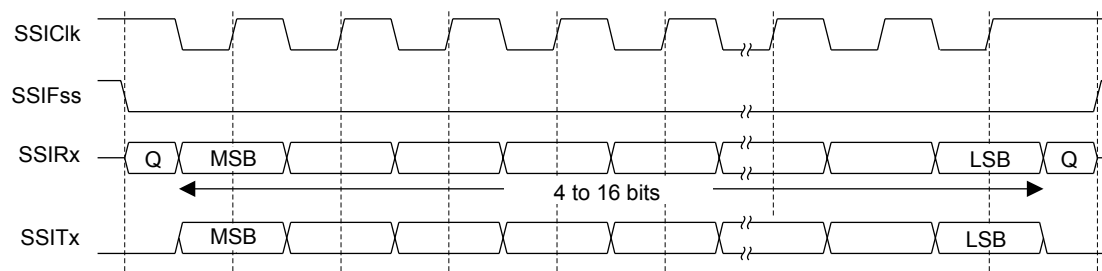 SSIClk
SSIFss
SSIRx Q MSB LSB Q
4 to 16 bits
SSITx MSB LSB